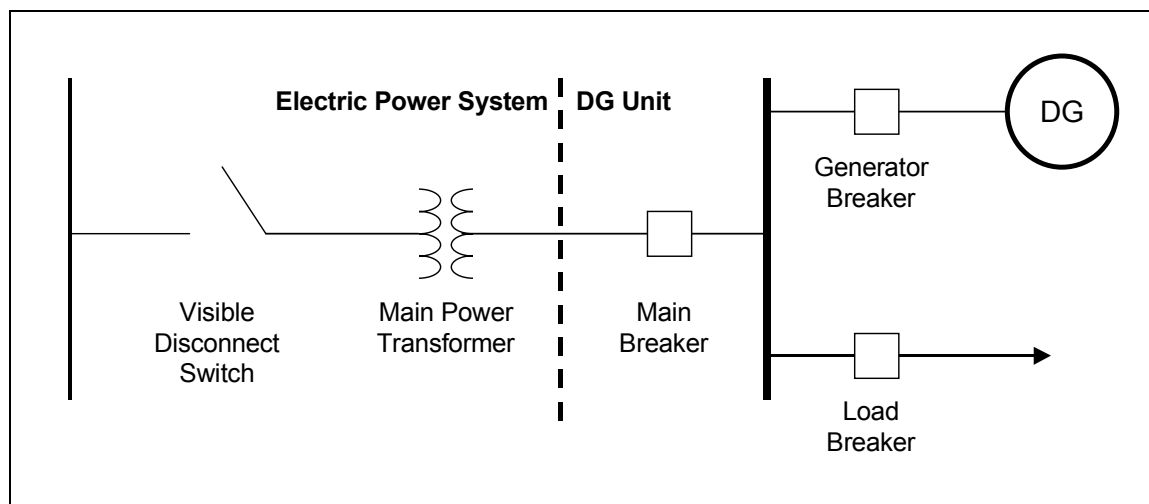 Electric Power System
DG Unit
DG
Generator
Breaker
Visible
Disconnect
Switch
Main Power
Transformer
Main
Breaker
Load
Breaker